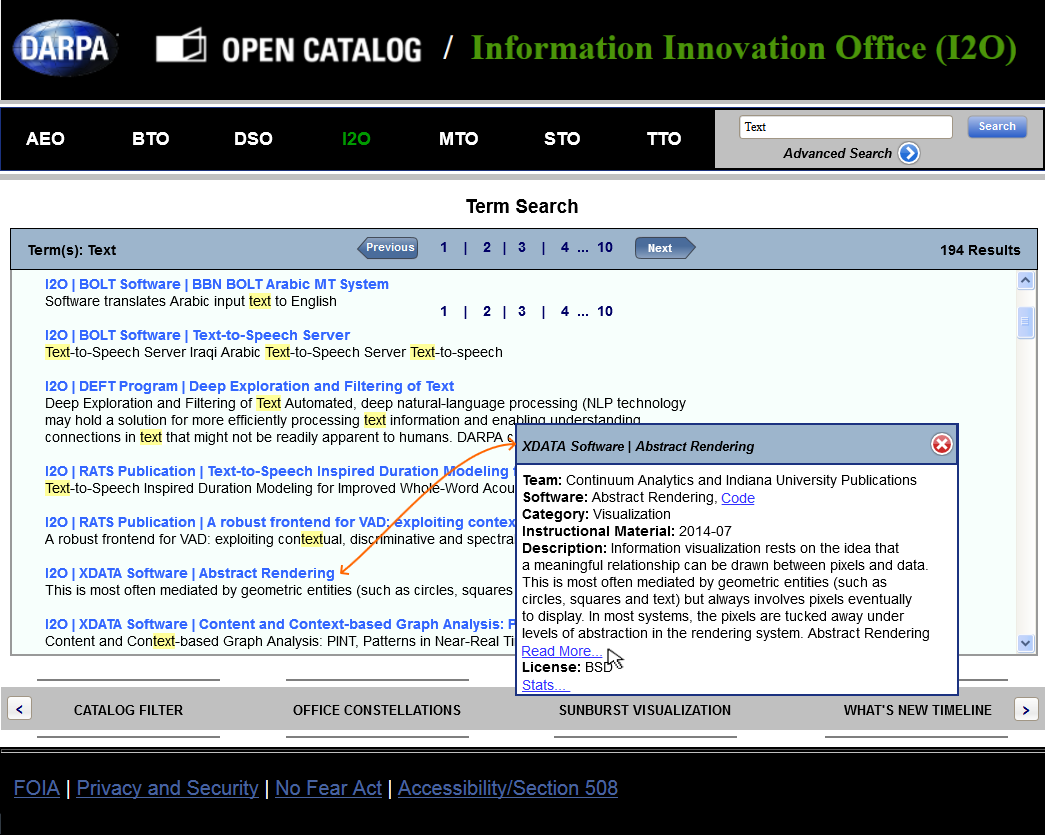 DARPA OPEN CATALOG / Information Innovation Office (I2O)
AEO BTO DSO I2O MTO STO TTO
Text Search
Advanced Search
Term Search
Term(s): Text Previous 1 | 2 | 3 | 4 ... 10 Next 194 Results
I2O | BOLT Software | BBN BOLT Arabic MT System
Software translates Arabic input text to English
1 | 2 | 3 | 4 ... 10
I2O | BOLT Software | Text-to-Speech Server
Text-to-Speech Server Iraqi Arabic Text-to-Speech Server Text-to-speech
I2O | DEFT Program | Deep Exploration and Filtering of Text
Deep Exploration and Filtering of Text Automated, deep natural-language processing (NLP technology
may hold a solution for more efficiently processing text information and enabling understanding
connections in text that might not be readily apparent to humans. DARPA
I2O | RATS Publication | Text-to-Speech Inspired Duration Modeling
Text-to-Speech Inspired Duration Modeling for Improved Whole-Word Acou
I2O | RATS Publication | A robust frontend for VAD: exploiting contex
A robust frontend for VAD: exploiting contextual, discriminative and spectra
I2O | XDATA Software | Abstract Rendering
This is most often mediated by geometric entities (such as circles, squares
I2O | XDATA Software | Content and Context-based Graph Analysis: P
Content and Context-based Graph Analysis: PINT, Patterns in Near-Real Ti
XDATA Software | Abstract Rendering
Team: Continuum Analytics and Indiana University Publications
Software: Abstract Rendering, Code
Category: Visualization
Instructional Material: 2014-07
Description: Information visualization rests on the idea that
a meaningful relationship can be drawn between pixels and data.
This is most often mediated by geometric entities (such as
circles, squares and text) but always involves pixels eventually
to display. In most systems, the pixels are tucked away under
levels of abstraction in the rendering system. Abstract Rendering
Read More...
License: BSD
Stats...
< CATALOG FILTER OFFICE CONSTELLATIONS SUNBURST VISUALIZATION WHAT'S NEW TIMELINE >
FOIA | Privacy and Security | No Fear Act | Accessibility/Section 508